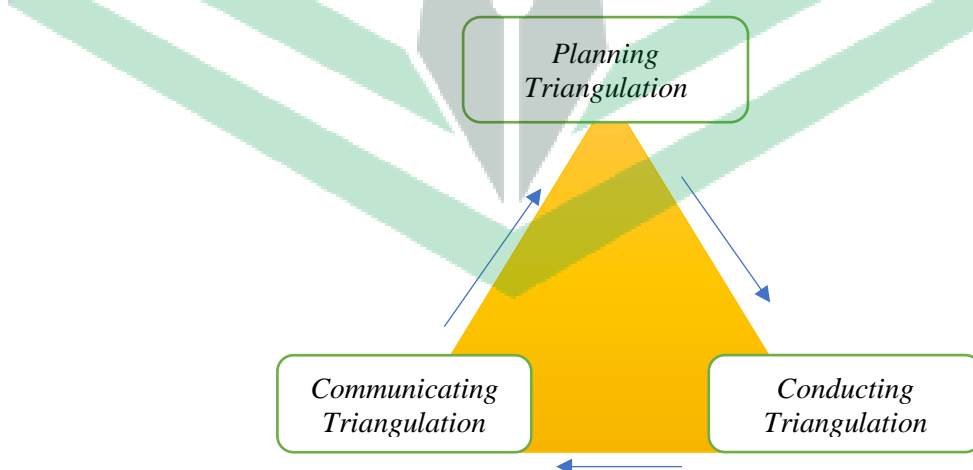 Planning
Triangulation
Communicating
Triangulation
Conducting
Triangulation